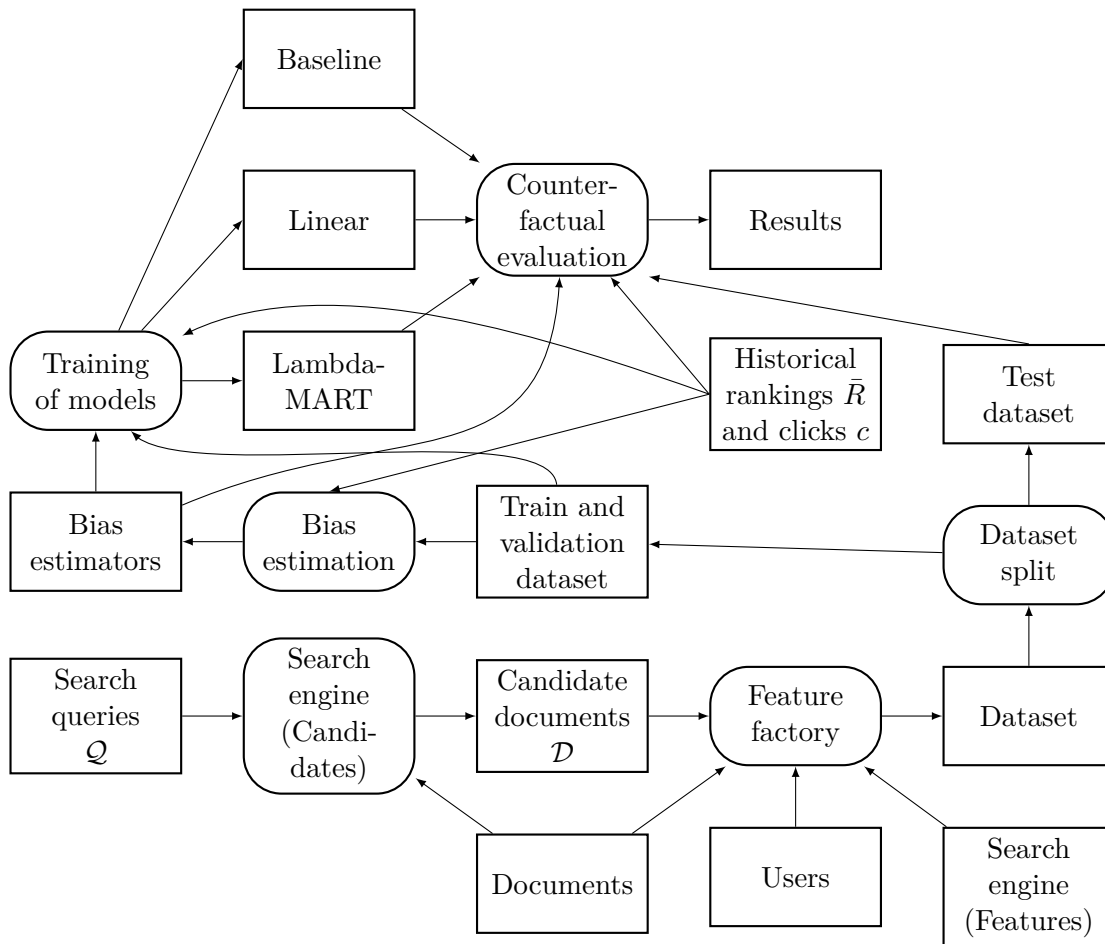 Baseline
Linear
Counter-
factual
evaluation
Results
Training
of models
Lambda-
MART
Historical
rankings R̄
and clicks c
Test
dataset
Bias
estimators
Bias
estimation
Train and
validation
dataset
Dataset
split
Search
queries
𝒬
Search
engine
(Candi-
dates)
Candidate
documents
𝒟
Feature
factory
Dataset
Documents
Users
Search
engine
(Features)